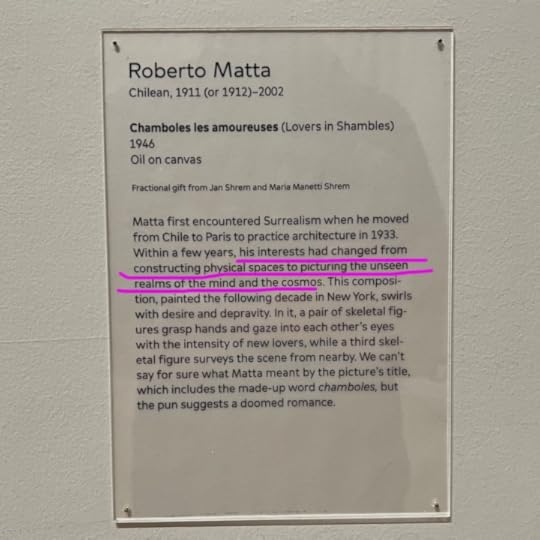 Roberto Matta
Chilean, 1911 (or 1912)–2002
Chamboles les amoureuses (Lovers in Shambles)
1946
Oil on canvas
Fractional gift from Jan Shrem and Maria Manetti Shrem
Matta first encountered Surrealism when he moved
from Chile to Paris to practice architecture in 1933.
Within a few years, his interests had changed from
constructing physical spaces to picturing the unseen
realms of the mind and the cosmos. This composi-
tion, painted the following decade in New York, swirls
with desire and depravity. In it, a pair of skeletal fig-
ures grasp hands and gaze into each other's eyes
with the intensity of new lovers, while a third skel-
etal figure surveys the scene from nearby. We can't
say for sure what Matta meant by the picture's title,
which includes the made-up word chamboles, but
the pun suggests a doomed romance.